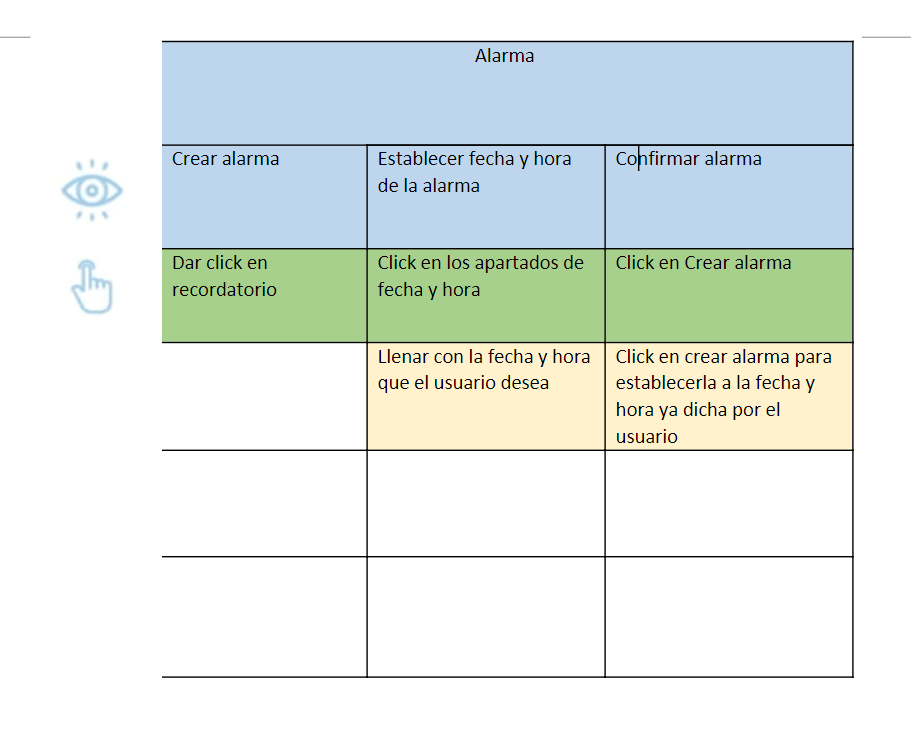 Alarma
Crear alarma
Establecer fecha y hora
de la alarma
Confirmar alarma
Dar click en
recordatorio
Click en los apartados de
fecha y hora
Click en Crear alarma
Llenar con la fecha y hora
que el usuario desea
Click en crear alarma para
establecerla a la fecha y
hora ya dicha por el
usuario